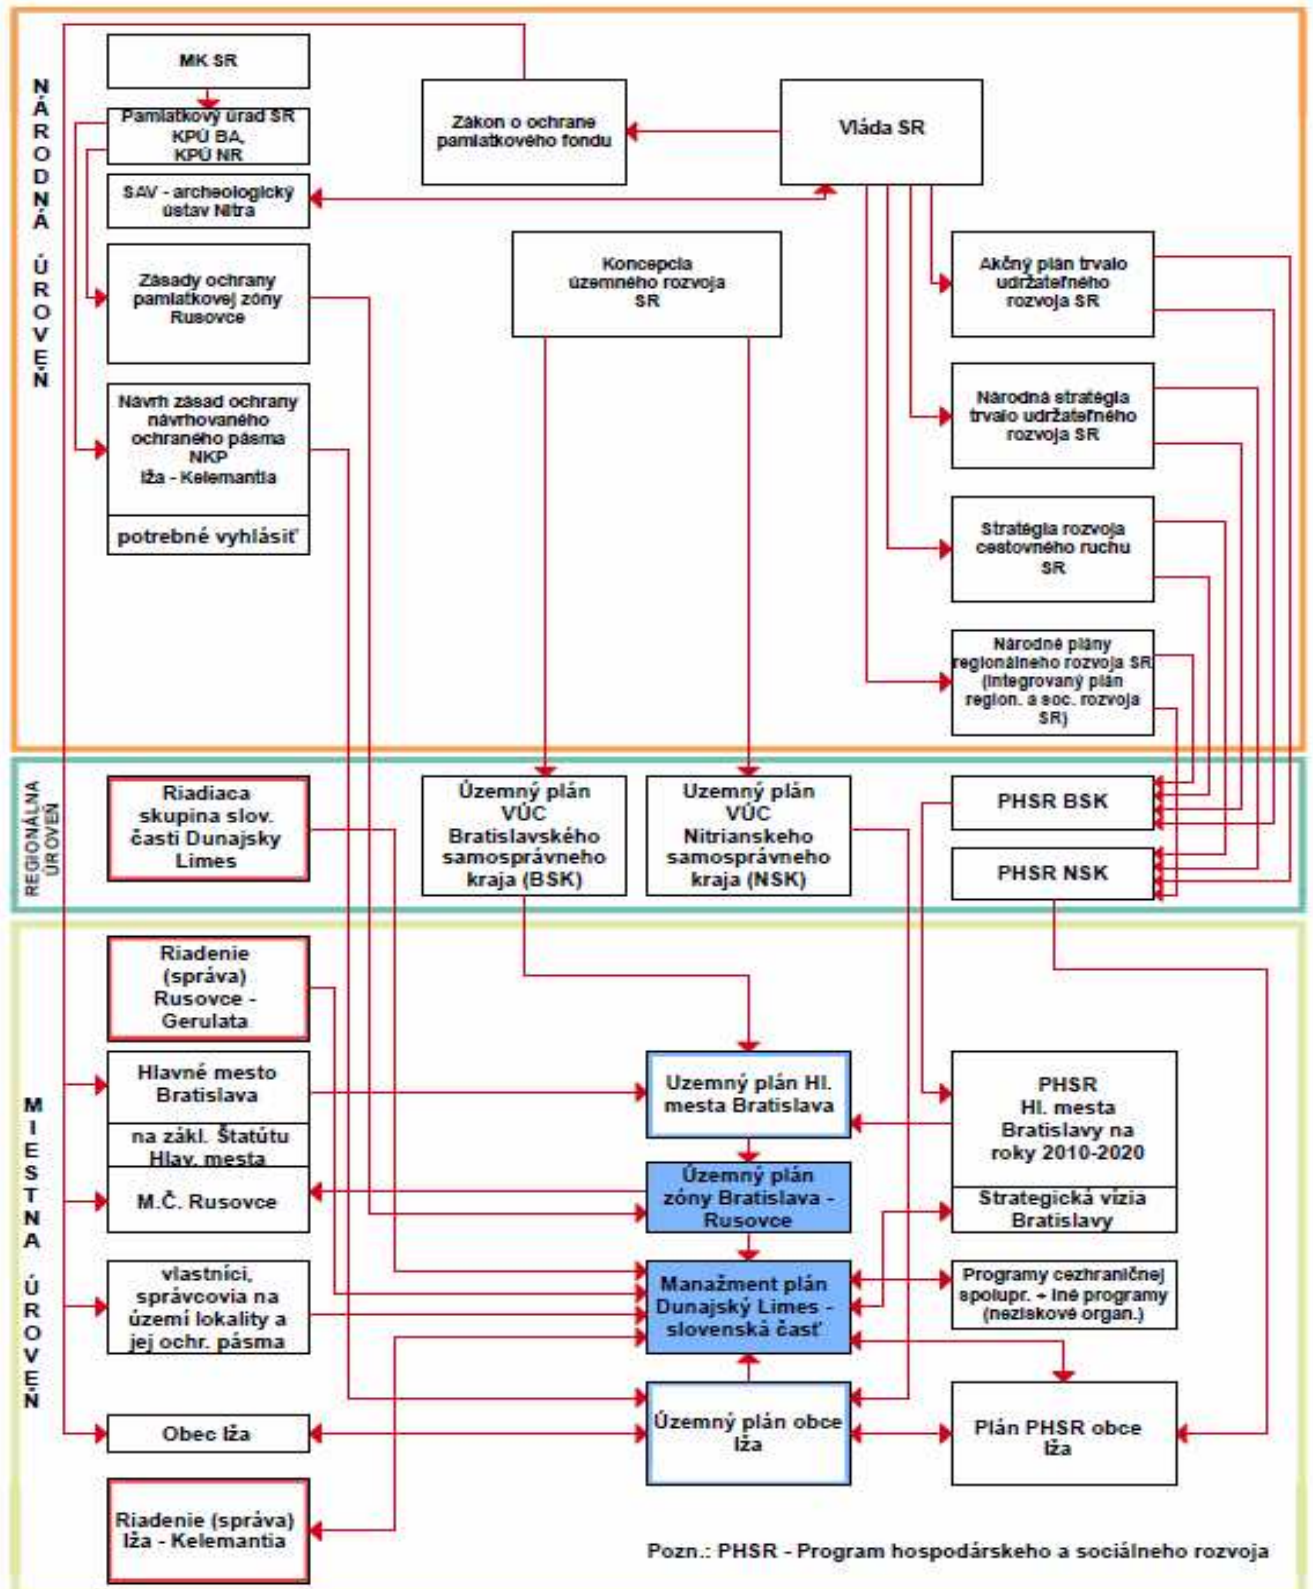 NÁRODNÁ ÚROVEŇ
MK SR
Pamiatkový úrad SR
KPÚ BA,
KPÚ NR
SAV - archeologický
ústav Nitra
Zásady ochrany
pamiatkovej zóny
Rusovce
Návrh zásad ochrany
návrhovaného
ochraného pásma
NKP
Iža - Kelemantia
potrebné vyhlásiť
Zákon o ochrane
pamiatkového fondu
Vláda SR
Koncepcia
územného rozvoja
SR
Akčný plán trvalo
udržateľného
rozvoja SR
Národná stratégia
trvalo udržateľného
rozvoja SR
Stratégia rozvoja
cestovného ruchu
SR
Národné plány
regionálneho rozvoja SR
(Integrovaný plán
region. a soc. rozvoja
SR)
REGIONÁLNA
ÚROVEŇ
Riadiaca
skupina slov.
časti Dunajsky
Limes
Územný plán
VÚC
Bratislavského
samosprávneho
kraja (BSK)
Uzemný plán
VÚC
Nitrianskeho
samosprávneho
kraja (NSK)
PHSR BSK
PHSR NSK
MIESTNA ÚROVEŇ
Riadenie
(správa)
Rusovce -
Gerulata
Hlavné mesto
Bratislava
na zákl. Štatútu
Hlav. mesta
M.Č. Rusovce
vlastníci,
správcovia na
území lokality a
jej ochr. pásma
Obec Iža
Riadenie (správa)
Iža - Kelemantia
Uzemný plán Hl.
mesta Bratislava
Územný plán
zóny Bratislava -
Rusovce
Manažment plán
Dunajský Limes -
slovenská časť
Územný plán obce
Iža
PHSR
Hl. mesta
Bratislavy na
roky 2010-2020
Strategická vízia
Bratislavy
Programy cezhraničnej
spolupr. + iné programy
(neziskové organ.)
Plán PHSR obce
Iža
Pozn.: PHSR - Program hospodárskeho a sociálneho rozvoja